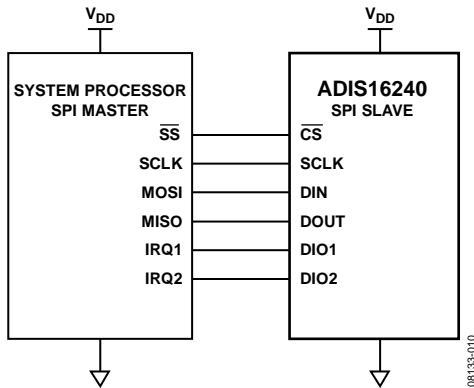 VDD
VDD
SYSTEM PROCESSOR
SPI MASTER
SS
SCLK
MOSI
MISO
IRQ1
IRQ2
ADIS16240
SPI SLAVE
CS
SCLK
DIN
DOUT
DIO1
DIO2
08133-010